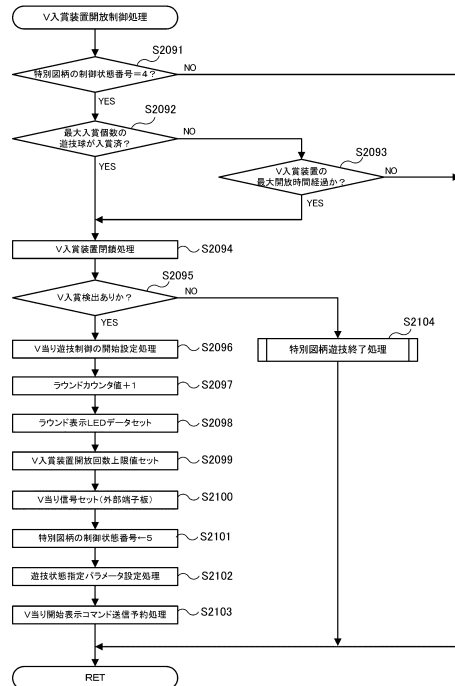 V入賞装置開放制御処理
S2091
特別図柄の制御状態番号=4?
NO
YES
S2092
最大入賞個数の
遊技球が入賞済?
NO
YES
S2093
V入賞装置の
最大開放時間経過か?
NO
YES
V入賞装置閉鎖処理
S2094
S2095
V入賞検出ありか?
NO
YES
S2104
V当り遊技制御の開始設定処理
S2096
特別図柄遊技終了処理
ラウンドカウンタ値+1
S2097
ラウンド表示LEDデータセット
S2098
V入賞装置開放回数上限値セット
S2099
V当り信号セット(外部端子板)
S2100
特別図柄の制御状態番号←5
S2101
遊技状態指定パラメータ設定処理
S2102
V当り開始表示コマンド送信予約処理
S2103
RET